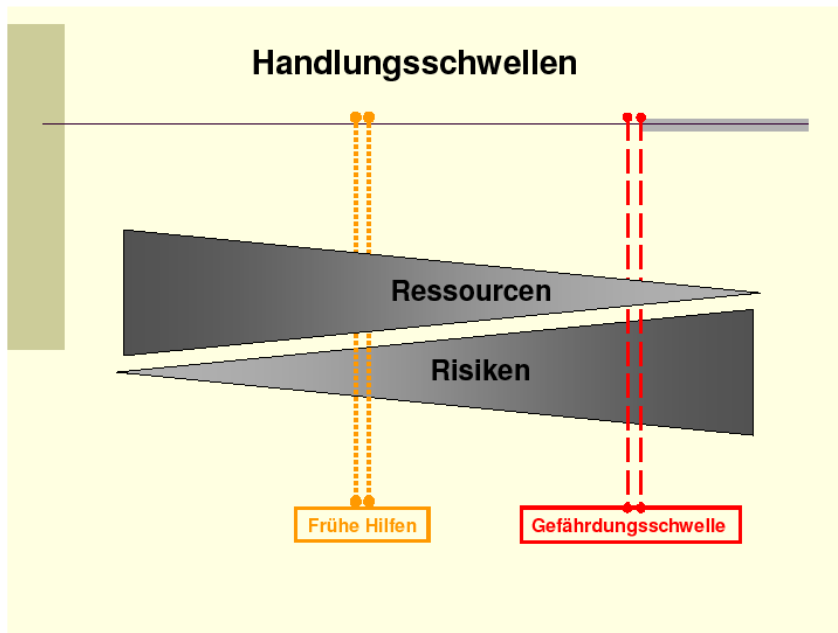 Handlungsschwellen
Ressourcen
Risiken
Frühe Hilfen
Gefährdungsschwelle